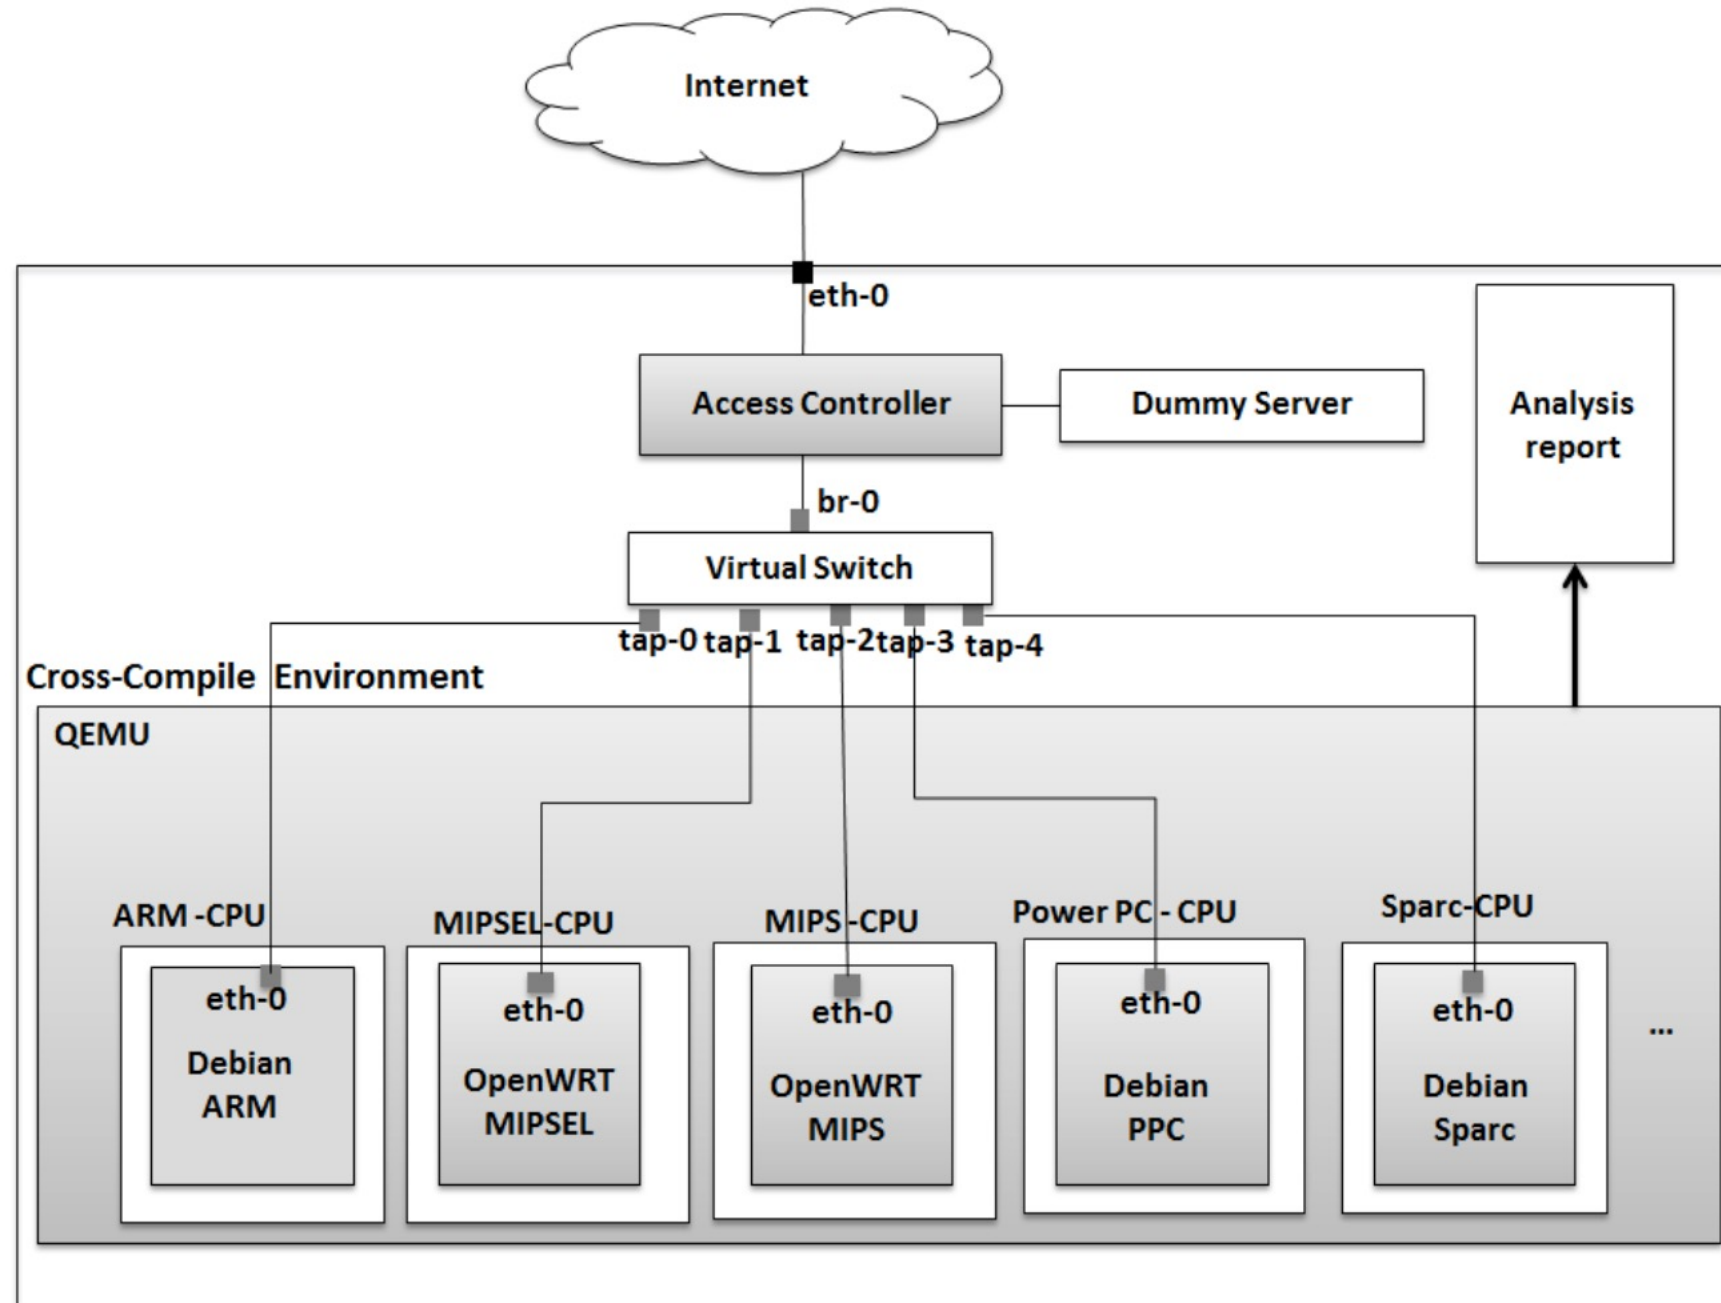 Internet
eth-0
Access Controller
Dummy Server
Analysis
report
br-0
Virtual Switch
tap-0 tap-1 tap-2 tap-3 tap-4
Cross-Compile Environment
QEMU
ARM -CPU
MIPSEL-CPU
MIPS -CPU
Power PC - CPU
Sparc-CPU
eth-0
Debian
ARM
eth-0
OpenWRT
MIPSEL
eth-0
OpenWRT
MIPS
eth-0
Debian
PPC
eth-0
Debian
Sparc
...